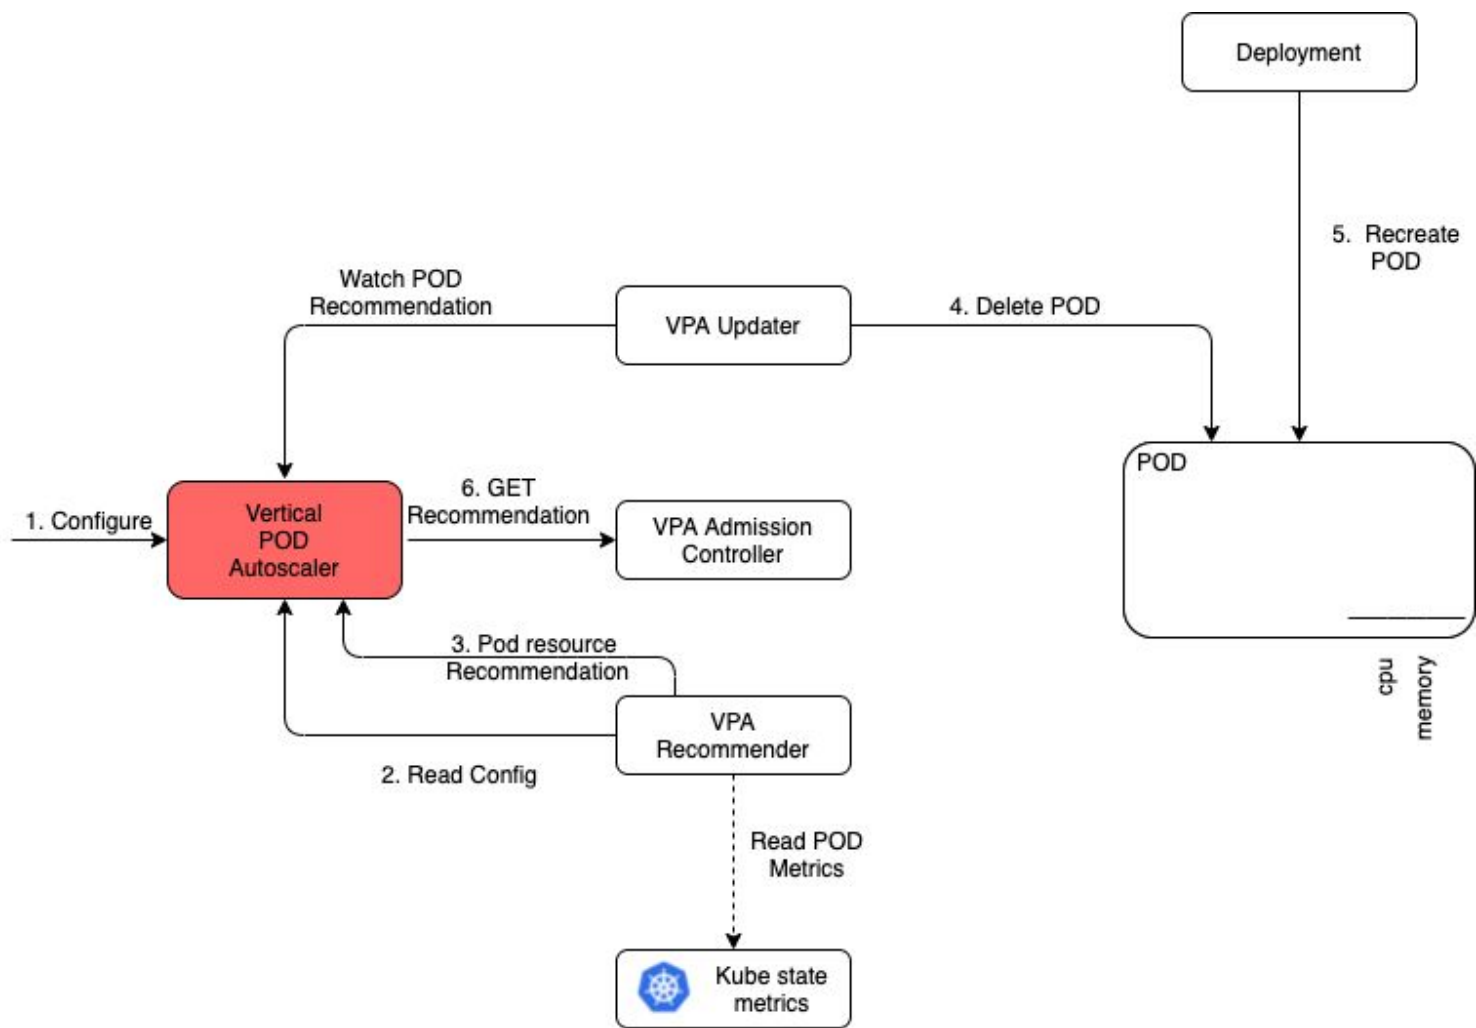 Deployment
5. Recreate
POD
Watch POD
Recommendation
VPA Updater
4. Delete POD
POD
1. Configure
Vertical
POD
Autoscaler
6. GET
Recommendation
VPA Admission
Controller
3. Pod resource
Recommendation
cpu
memory
VPA
Recommender
2. Read Config
Read POD
Metrics
Kube state
metrics